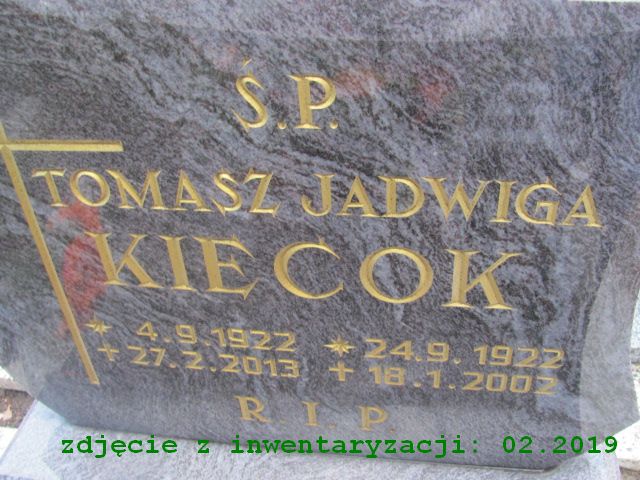 Ś.P.
TOMASZ JADWIGA
KIECOK
* 4.9.1922 * 24.9.1922
+ 27.2.2013 + 18.1.2002
R. I. P.
zdjęcie z inwentaryzacji: 02.2019